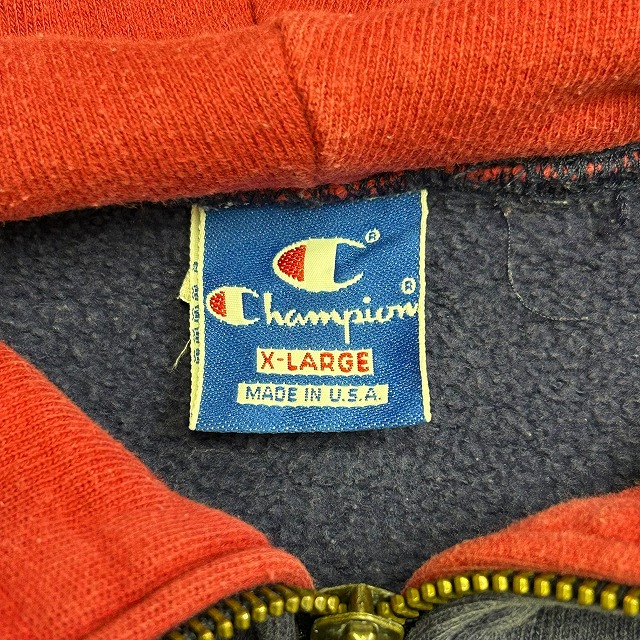 ®
Champion®
X-LARGE
MADE IN U.S.A.